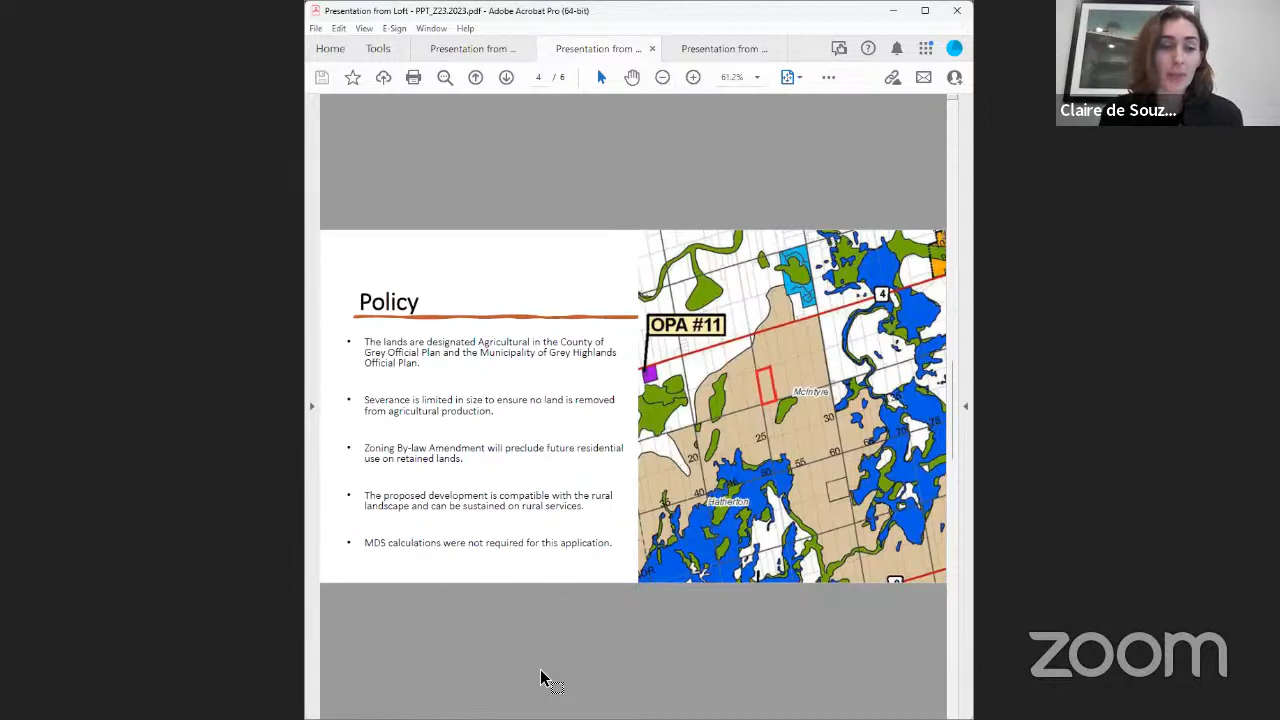 Presentation from Loft - PPT_Z23.2023.pdf - Adobe Acrobat Pro (64-bit)
File Edit View E-Sign Window Help
Home Tools Presentation from ... Presentation from ... × Presentation from ...
4 / 6 61.2%
Claire de Souz...
Policy
• The lands are designated Agricultural in the County of
Grey Official Plan and the Municipality of Grey Highlands
Official Plan.
• Severance is limited in size to ensure no land is removed
from agricultural production.
• Zoning By-law Amendment will preclude future residential
use on retained lands.
• The proposed development is compatible with the rural
landscape and can be sustained on rural services.
• MDS calculations were not required for this application.
4
OPA #11
McIntyre
30
25
20
60
55
50
40
70
Hatherton
zoom